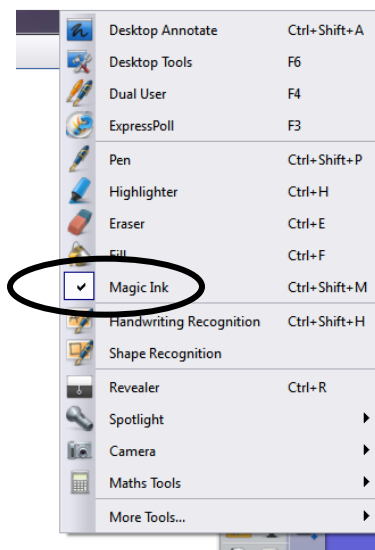 Desktop Annotate Ctrl+Shift+A
Desktop Tools F6
Dual User F4
ExpressPoll F3
Pen Ctrl+Shift+P
Highlighter Ctrl+H
Eraser Ctrl+E
Fill Ctrl+F
Magic Ink Ctrl+Shift+M
Handwriting Recognition Ctrl+Shift+H
Shape Recognition
Revealer Ctrl+R
Spotlight
Camera
Maths Tools
More Tools...